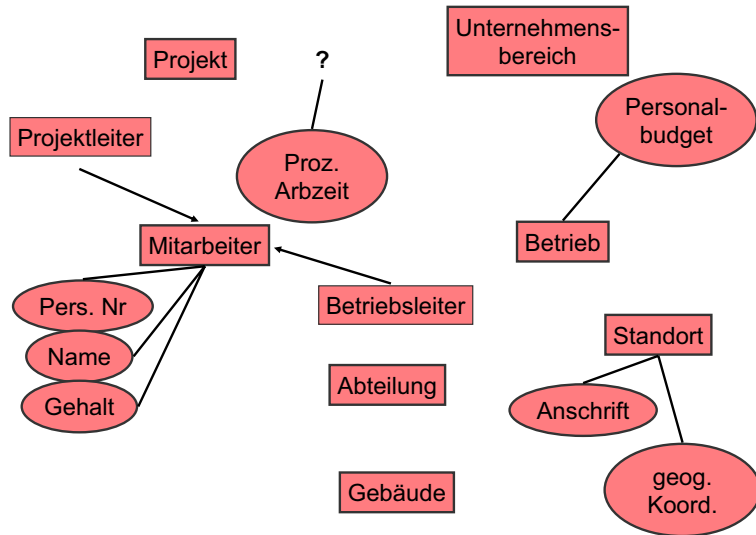 Unternehmens-
bereich
Projekt
?
Personal-
budget
Projektleiter
Proz.
Arbzeit
Mitarbeiter
Betrieb
Pers. Nr
Betriebsleiter
Name
Standort
Abteilung
Gehalt
Anschrift
Gebäude
geog.
Koord.